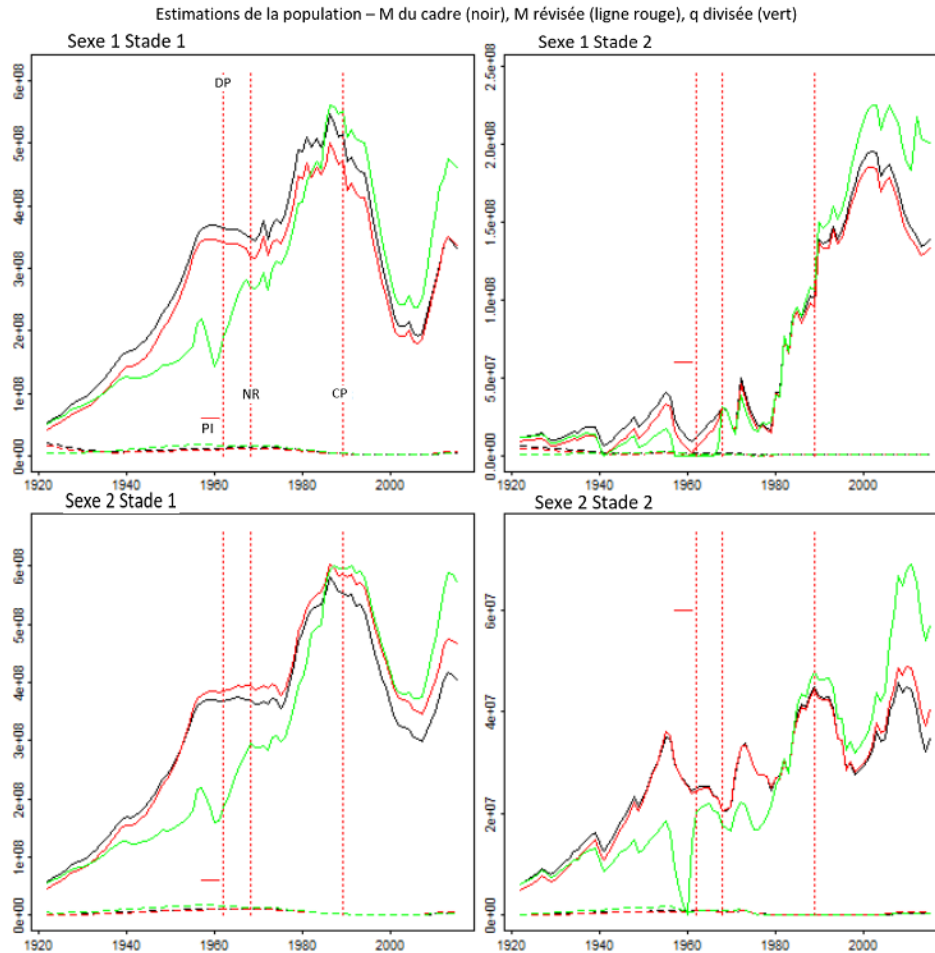 Estimations de la population – M du cadre (noir), M révisée (ligne rouge), q divisée (vert)
Sexe 1 Stade 1
Sexe 1 Stade 2
6e+08
5e+08
4e+08
3e+08
2e+08
1e+08
0e+00
DP
NR
CP
PI
1920 1940 1960 1980 2000
2.5e+08
2.0e+08
1.5e+08
1.0e+08
5.0e+07
0.0e+00
1920 1940 1960 1980 2000
Sexe 2 Stade 1
Sexe 2 Stade 2
6e+08
5e+08
4e+08
3e+08
2e+08
1e+08
0e+00
1920 1940 1960 1980 2000
6e+07
4e+07
2e+07
0e+00
1920 1940 1960 1980 2000